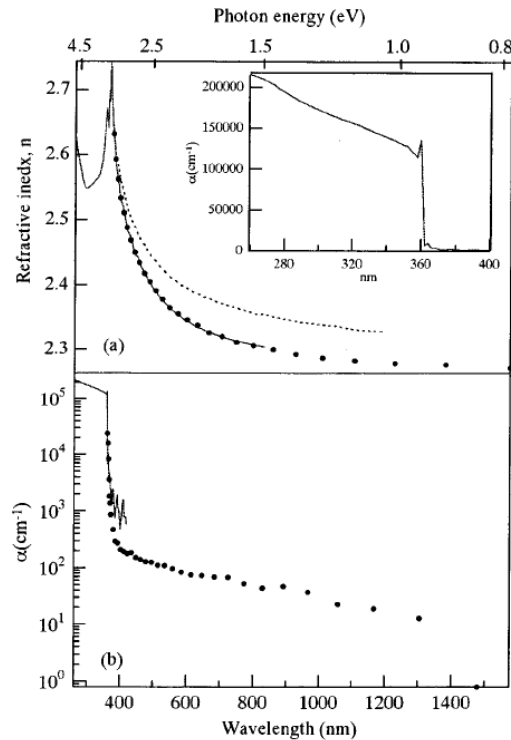 Photon energy (eV)
4.5 2.5 1.5 1.0 0.8
2.7
2.6
2.5
2.4
2.3
Refractive inedx, n
(a)
200000
150000
100000
50000
0
α(cm⁻¹)
280 320 360 400
nm
10⁵
10⁴
10³
10²
10¹
10⁰
α(cm⁻¹)
(b)
400 600 800 1000 1200 1400
Wavelength (nm)